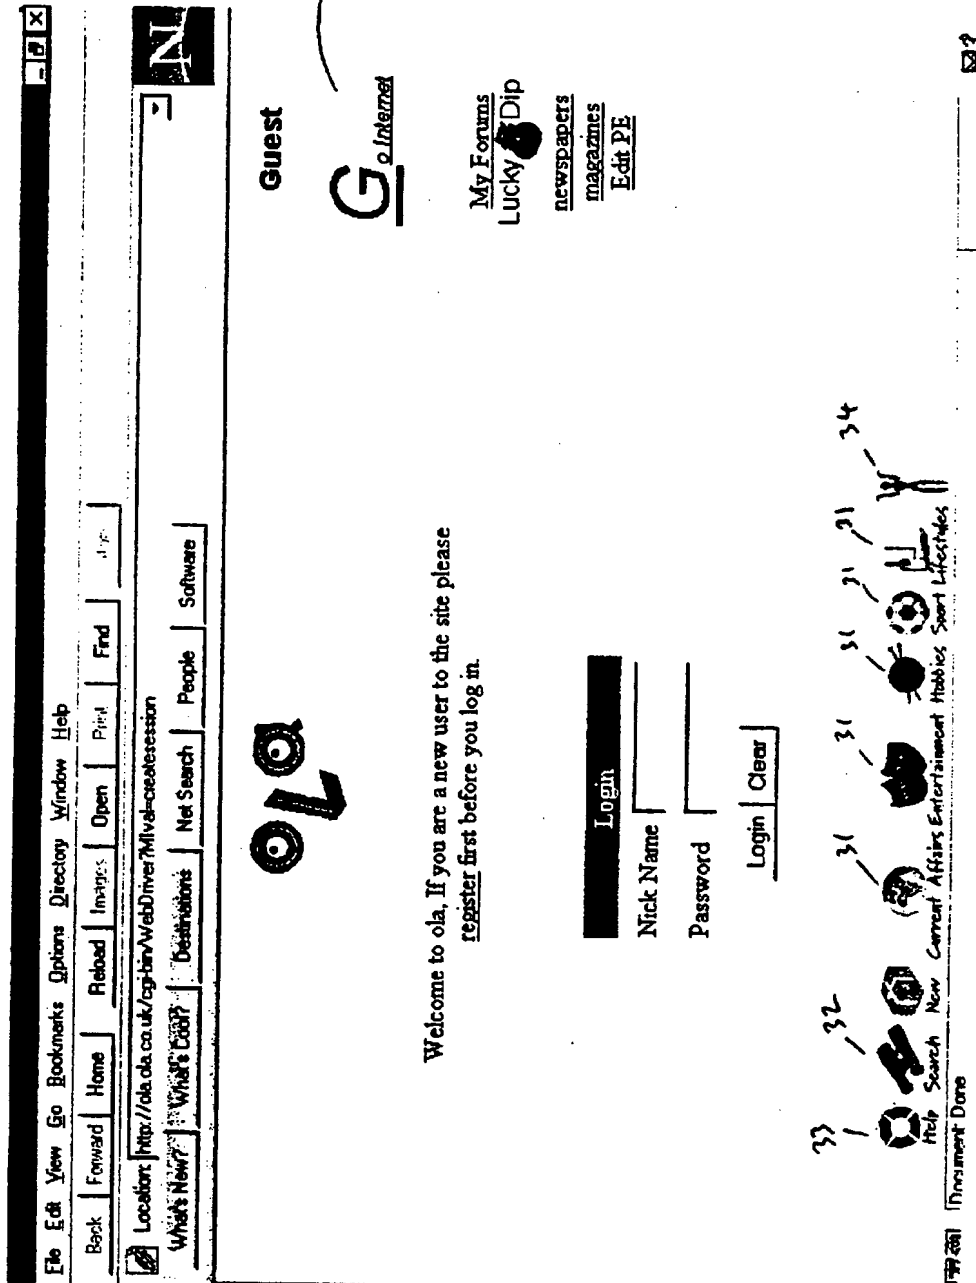 File Edit View Go Bookmarks Options Directory Window Help
Back Forward Home Reload Images Open Print Find
Location: http://ola.ola.co.uk/cgi-bin/WebDriver?MIval=createsession
What's New? What's Cool? Destinations Net Search People Software
N
ola
Guest
Go Internet
Welcome to ola, If you are a new user to the site please
register first before you log in.
My Forums
Lucky Dip
newspapers
magazines
Edit PE
Login
Nick Name
Password
Login Clear
33 32 31 31 31 31 31 34
Help Search New Current Affairs Entertainment Hobbies Sport Lifestyles
Document Done